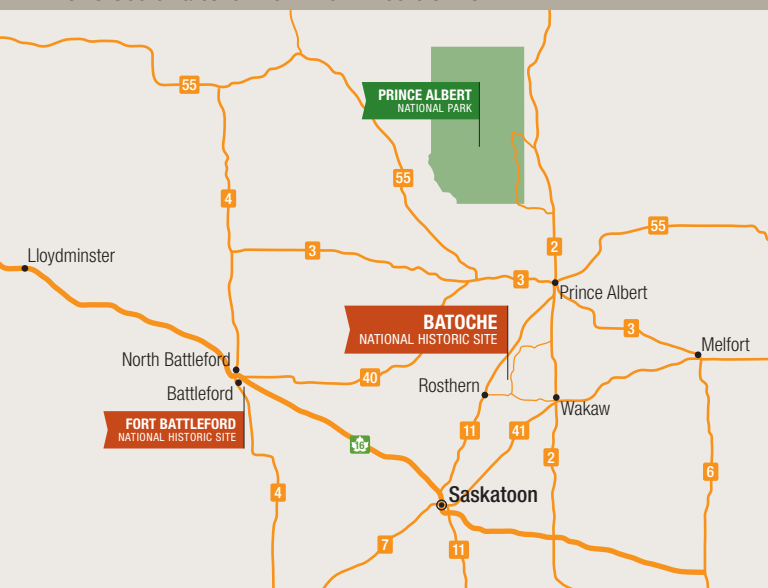 55
PRINCE ALBERT
NATIONAL PARK
55
4
55
2
3
Lloydminster
3
Prince Albert
BATOCHE
NATIONAL HISTORIC SITE
3
Melfort
North Battleford
40
Rosthern
Battleford
Wakaw
FORT BATTLEFORD
NATIONAL HISTORIC SITE
11
41
16
2
6
4
Saskatoon
7
11